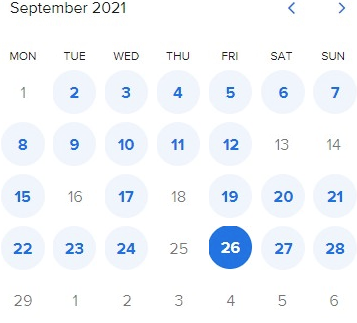 September 2021
MON TUE WED THU FRI SAT SUN
1 2 3 4 5 6 7
8 9 10 11 12 13 14
15 16 17 18 19 20 21
22 23 24 25 26 27 28
29 1 2 3 4 5 6